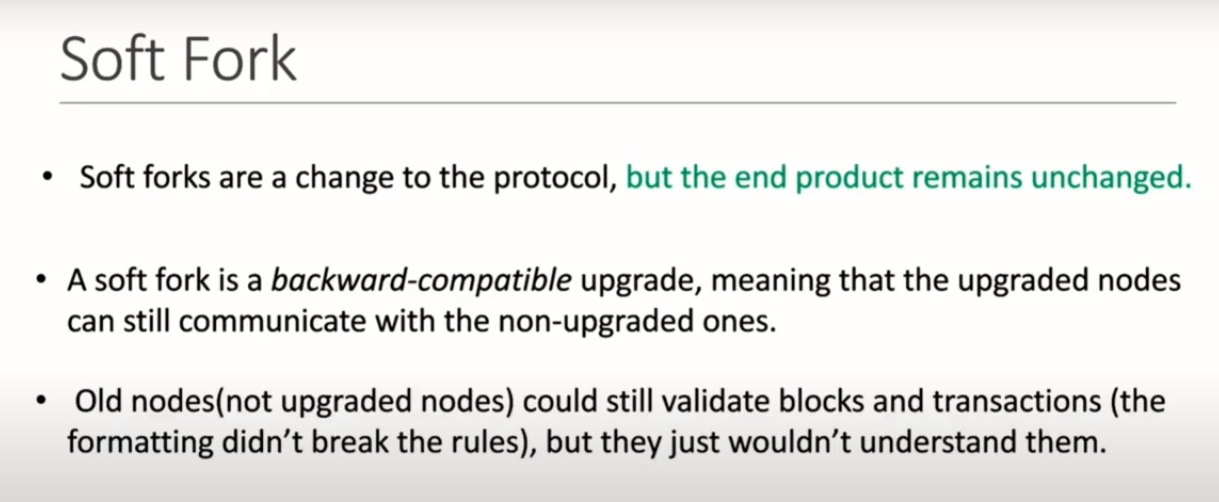 Soft Fork
• Soft forks are a change to the protocol, but the end product remains unchanged.
• A soft fork is a backward-compatible upgrade, meaning that the upgraded nodes
can still communicate with the non-upgraded ones.
• Old nodes(not upgraded nodes) could still validate blocks and transactions (the
formatting didn’t break the rules), but they just wouldn’t understand them.